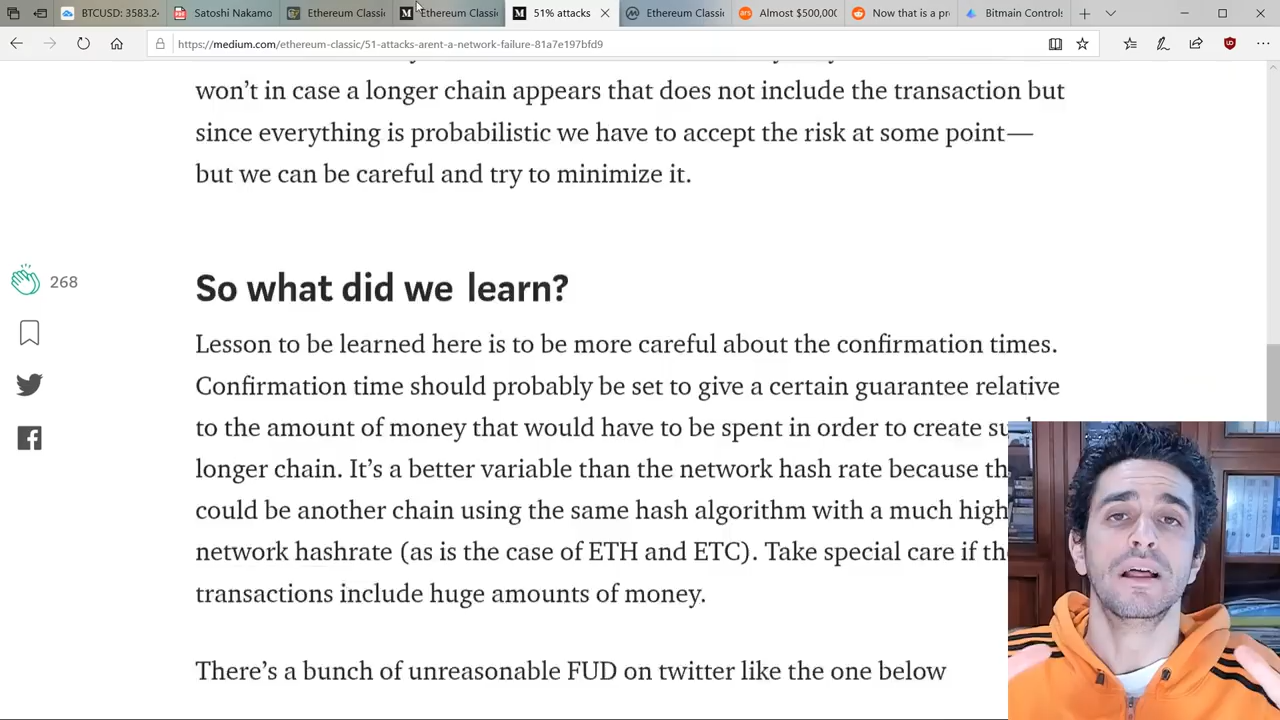 BTCUSD: 3583.2
Satoshi Nakamo
Ethereum Classi
Ethereum Classi
51% attacks
Ethereum Classic
Almost $500,000
Now that is a pr
Bitmain Controls
https://medium.com/ethereum-classic/51-attacks-arent-a-network-failure-81a7e197bfd9
won't in case a longer chain appears that does not include the transaction but
since everything is probabilistic we have to accept the risk at some point—
but we can be careful and try to minimize it.
268
So what did we learn?
Lesson to be learned here is to be more careful about the confirmation times.
Confirmation time should probably be set to give a certain guarantee relative
to the amount of money that would have to be spent in order to create su
longer chain. It's a better variable than the network hash rate because th
could be another chain using the same hash algorithm with a much high
network hashrate (as is the case of ETH and ETC). Take special care if the
transactions include huge amounts of money.
There's a bunch of unreasonable FUD on twitter like the one below